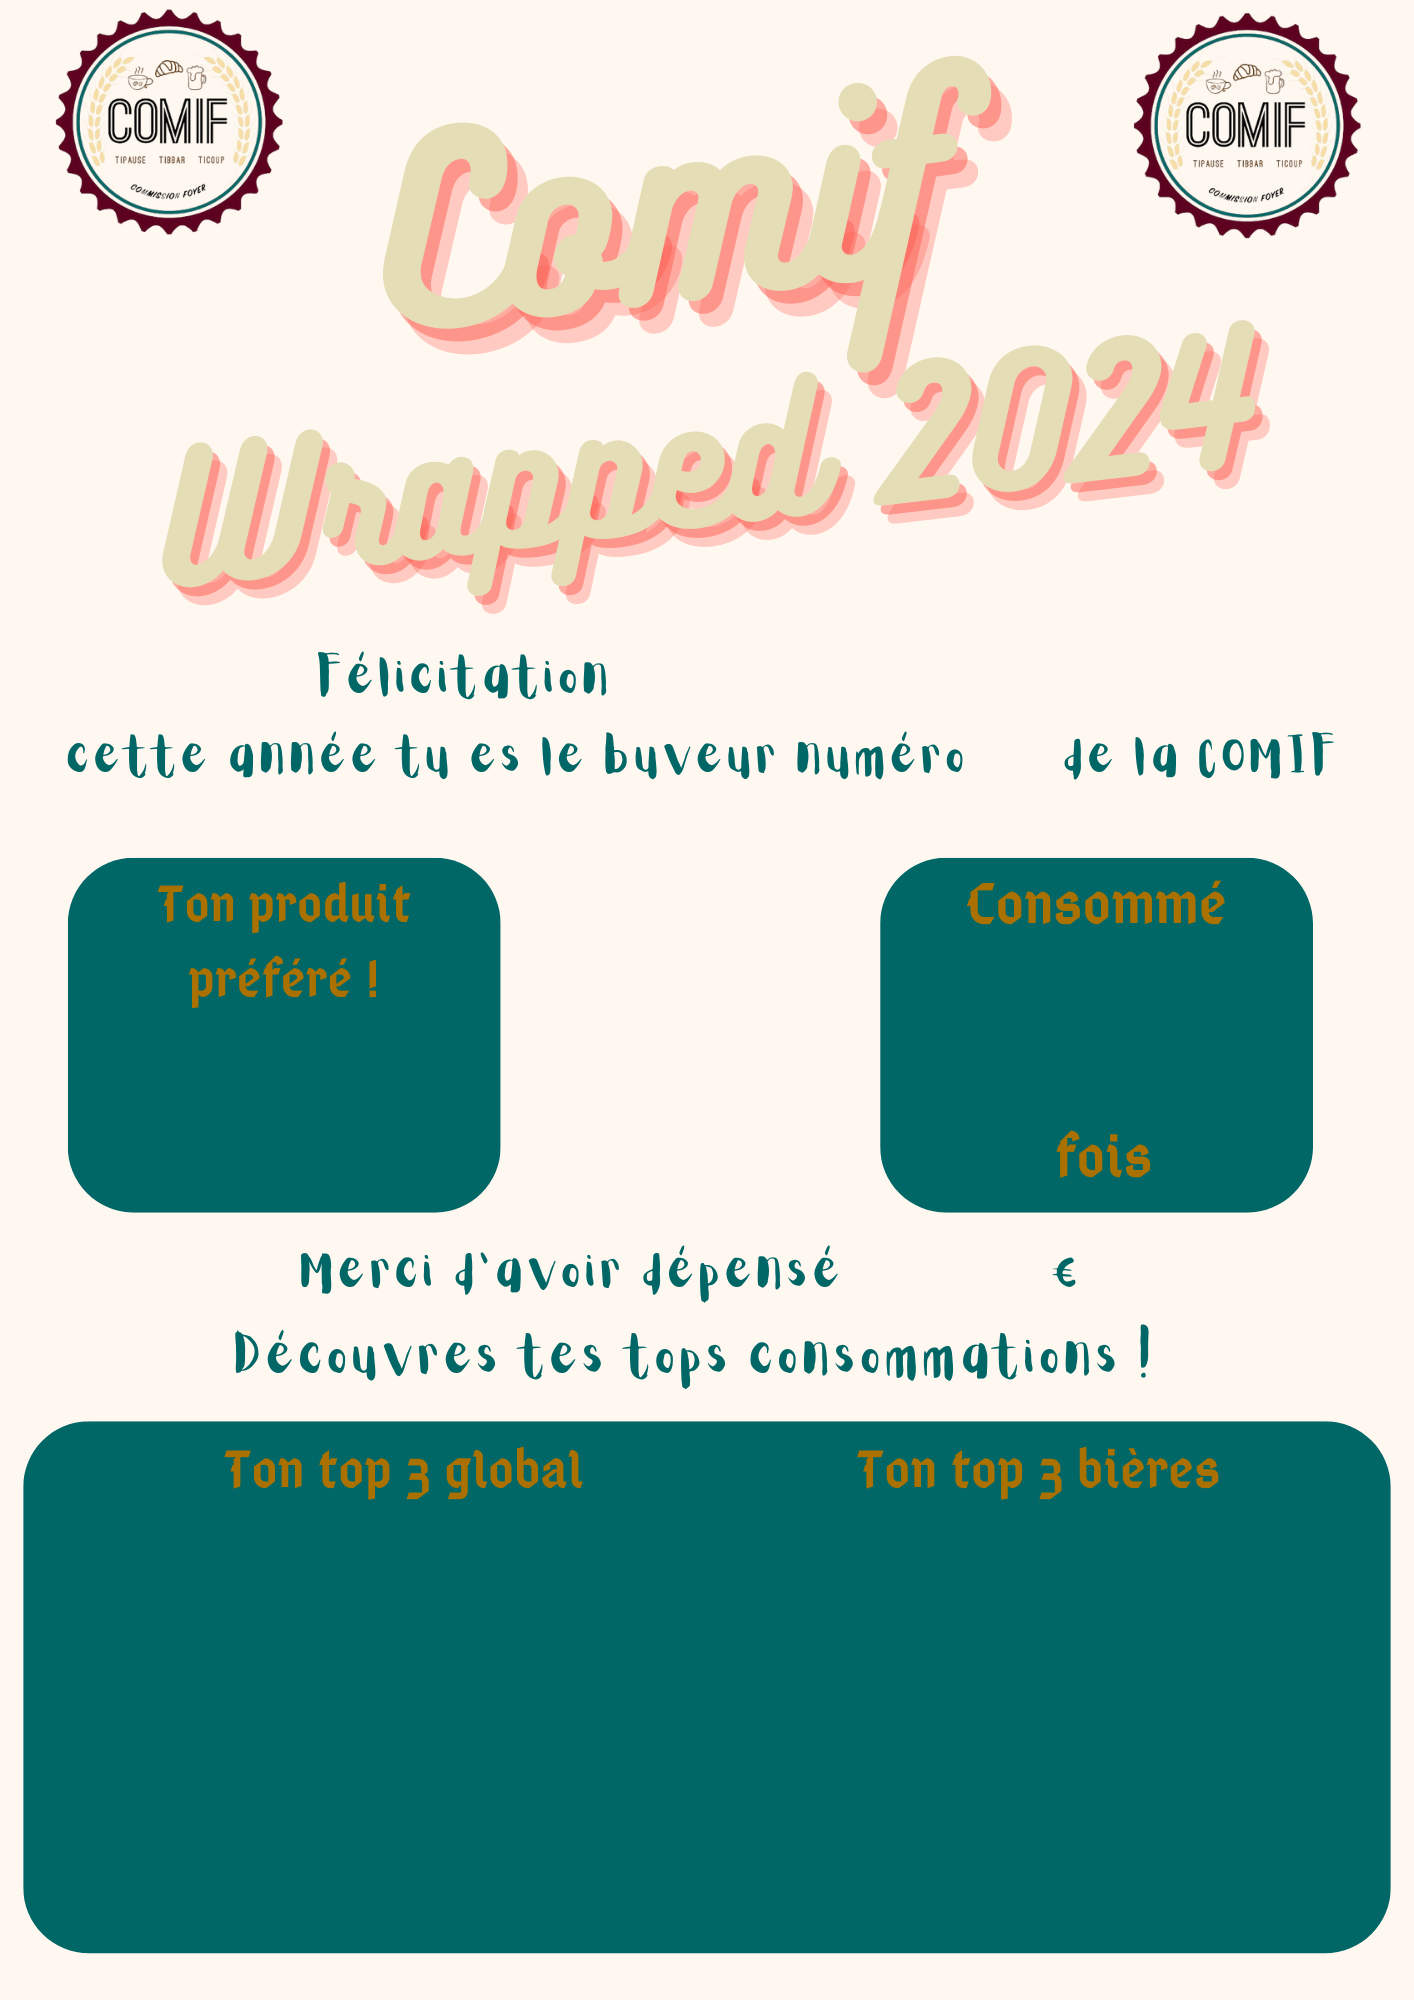 COMIF
TIPAUSE TIBBAR TICOUP
COMMISSION FOYER
COMIF
TIPAUSE TIBBAR TICOUP
COMMISSION FOYER
Comif
Wrapped 2024
Félicitation
cette année tu es le buveur numéro de la COMIF
Ton produit
préféré !
Consommé
fois
Merci d'avoir dépensé €
Découvres tes tops consommations !
Ton top 3 global
Ton top 3 bières